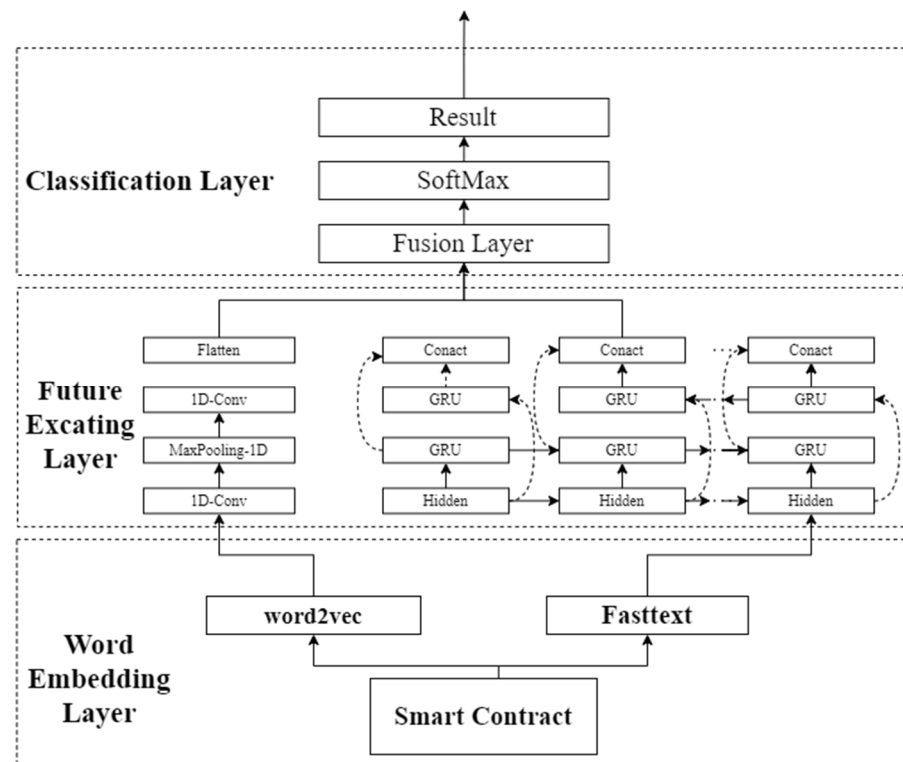 Result
Classification Layer
SoftMax
Fusion Layer
Flatten
Conact
Conact
Conact
Future
Excating
Layer
1D-Conv
GRU
GRU
GRU
MaxPooling-1D
GRU
GRU
GRU
1D-Conv
Hidden
Hidden
Hidden
word2vec
Fasttext
Word
Embedding
Layer
Smart Contract